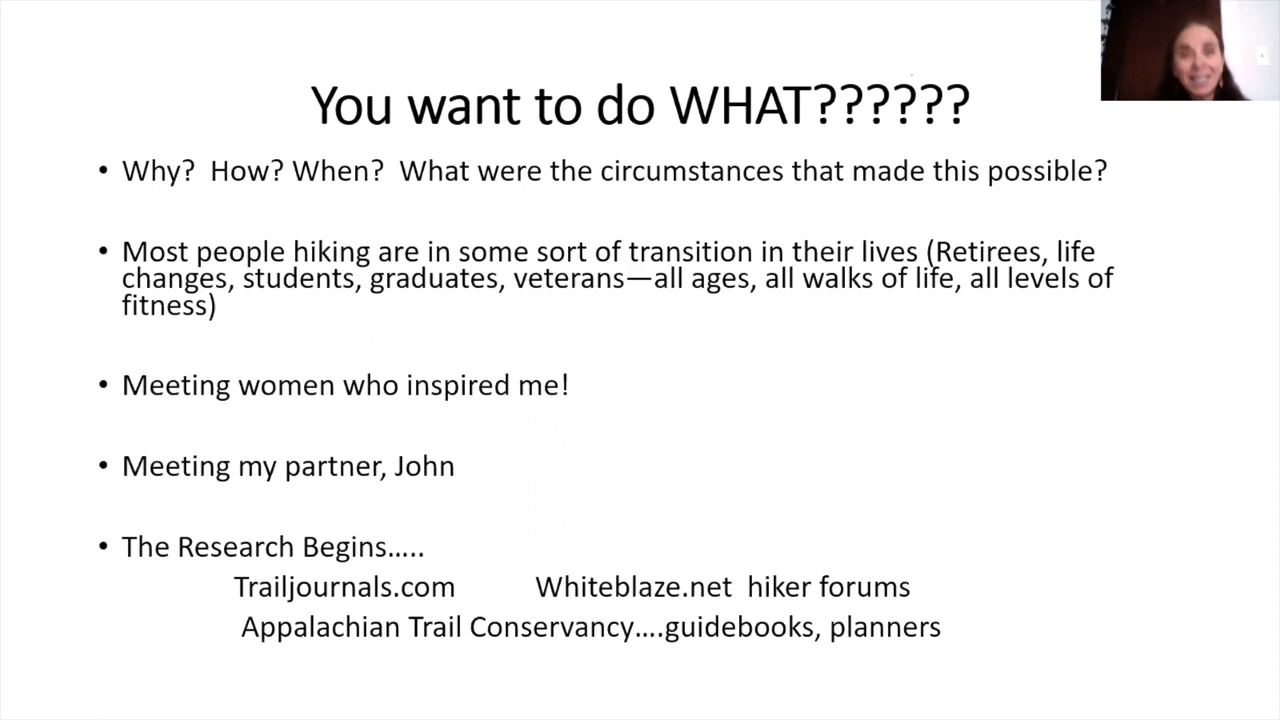 You want to do WHAT??????
• Why?  How? When?  What were the circumstances that made this possible?
• Most people hiking are in some sort of transition in their lives (Retirees, life
changes, students, graduates, veterans—all ages, all walks of life, all levels of
fitness)
• Meeting women who inspired me!
• Meeting my partner, John
• The Research Begins…..
Trailjournals.com          Whiteblaze.net  hiker forums
Appalachian Trail Conservancy….guidebooks, planners